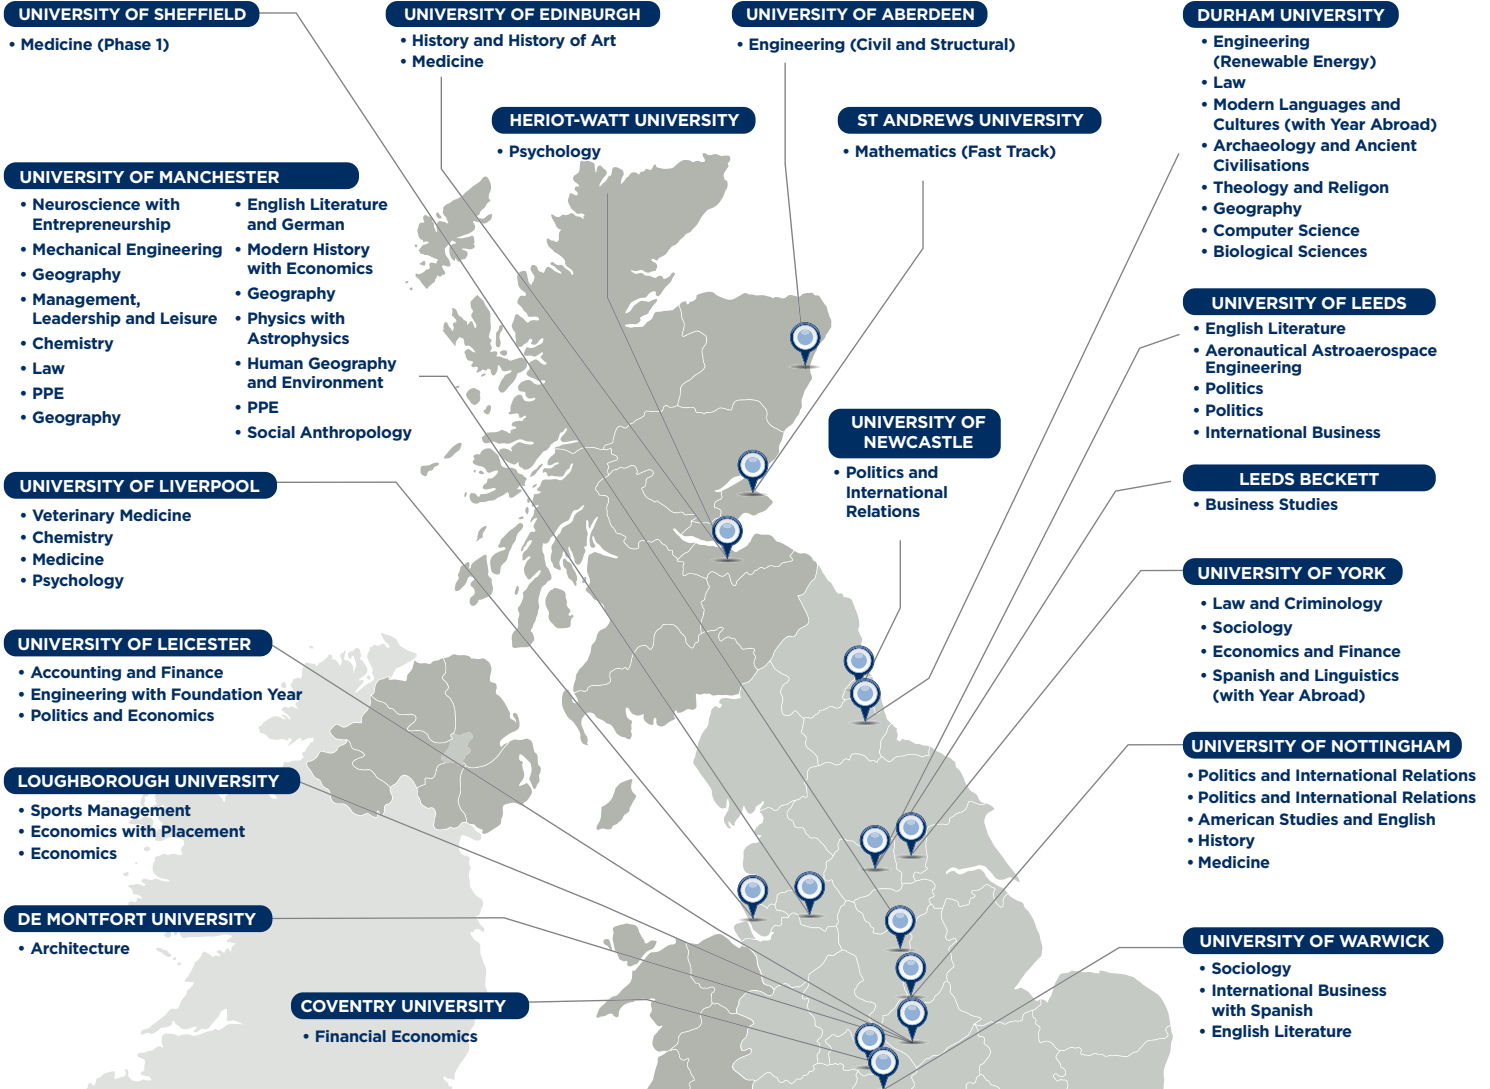 UNIVERSITY OF SHEFFIELD
• Medicine (Phase 1)
UNIVERSITY OF EDINBURGH
• History and History of Art
• Medicine
UNIVERSITY OF ABERDEEN
• Engineering (Civil and Structural)
DURHAM UNIVERSITY
• Engineering
(Renewable Energy)
• Law
• Modern Languages and
Cultures (with Year Abroad)
• Archaeology and Ancient
Civilisations
• Theology and Religon
• Geography
• Computer Science
• Biological Sciences
HERIOT-WATT UNIVERSITY
• Psychology
ST ANDREWS UNIVERSITY
• Mathematics (Fast Track)
UNIVERSITY OF MANCHESTER
• Neuroscience with
Entrepreneurship
• Mechanical Engineering
• Geography
• Management,
Leadership and Leisure
• Chemistry
• Law
• PPE
• Geography
• English Literature
and German
• Modern History
with Economics
• Geography
• Physics with
Astrophysics
• Human Geography
and Environment
• PPE
• Social Anthropology
UNIVERSITY OF LEEDS
• English Literature
• Aeronautical Astroaerospace
Engineering
• Politics
• Politics
• International Business
UNIVERSITY OF
NEWCASTLE
• Politics and
International
Relations
LEEDS BECKETT
• Business Studies
UNIVERSITY OF LIVERPOOL
• Veterinary Medicine
• Chemistry
• Medicine
• Psychology
UNIVERSITY OF YORK
• Law and Criminology
• Sociology
• Economics and Finance
• Spanish and Linguistics
(with Year Abroad)
UNIVERSITY OF LEICESTER
• Accounting and Finance
• Engineering with Foundation Year
• Politics and Economics
UNIVERSITY OF NOTTINGHAM
• Politics and International Relations
• Politics and International Relations
• American Studies and English
• History
• Medicine
LOUGHBOROUGH UNIVERSITY
• Sports Management
• Economics with Placement
• Economics
DE MONTFORT UNIVERSITY
• Architecture
UNIVERSITY OF WARWICK
• Sociology
• International Business
with Spanish
• English Literature
COVENTRY UNIVERSITY
• Financial Economics